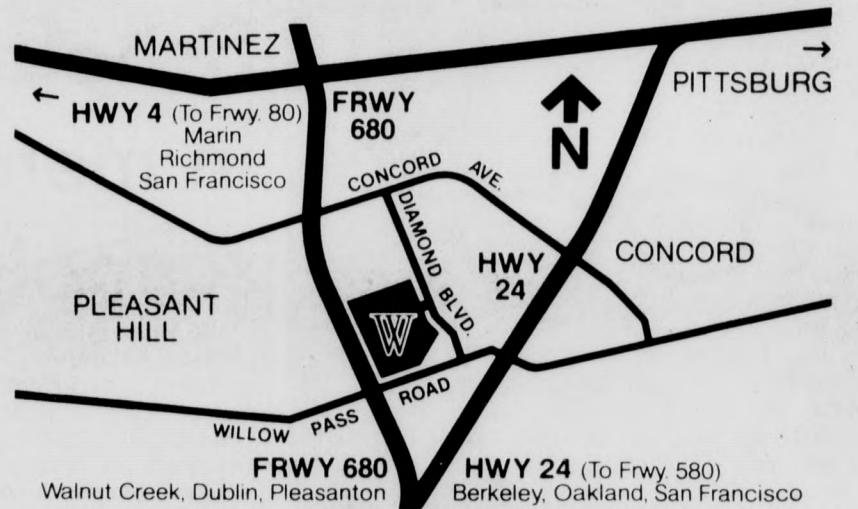 MARTINEZ
→
PITTSBURG
← HWY 4 (To Frwy. 80)
Marin
Richmond
San Francisco
FRWY
680
N
CONCORD AVE.
DIAMOND BLVD.
HWY
24
CONCORD
PLEASANT
HILL
W
WILLOW PASS ROAD
FRWY 680
Walnut Creek, Dublin, Pleasanton
HWY 24 (To Frwy. 580)
Berkeley, Oakland, San Francisco